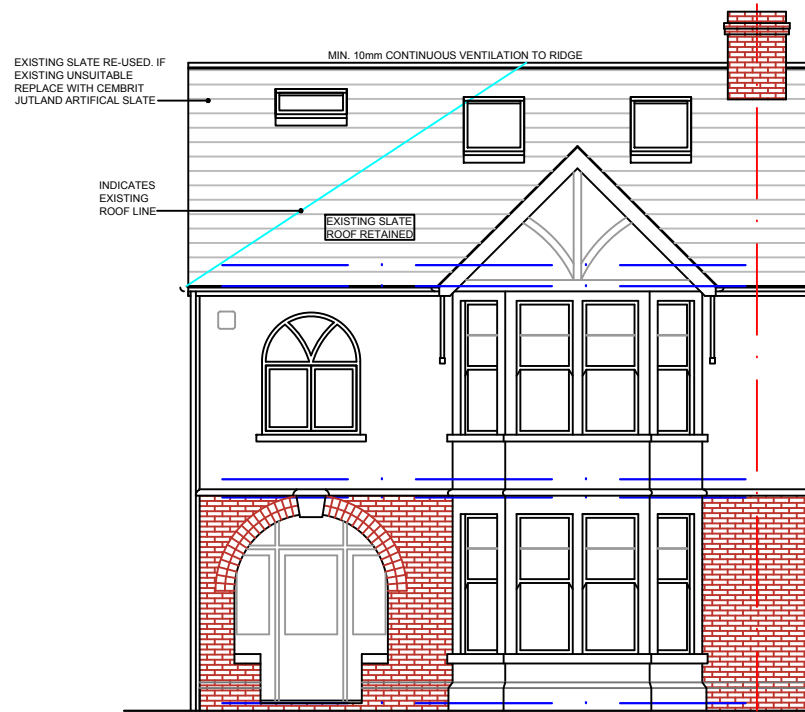 MIN. 10mm CONTINUOUS VENTILATION TO RIDGE
EXISTING SLATE RE-USED. IF
EXISTING UNSUITABLE
REPLACE WITH CEMBRIT
JUTLAND ARTIFICAL SLATE
INDICATES
EXISTING
ROOF LINE
EXISTING SLATE
ROOF RETAINED